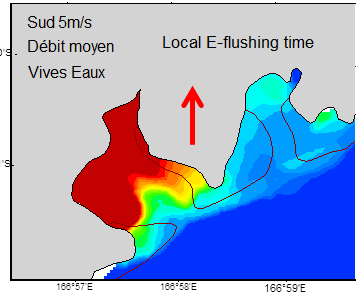 Sud 5m/s
Local E-flushing time
Débit moyen
Vives Eaux
166°57'E
166°58'E
166°59'E